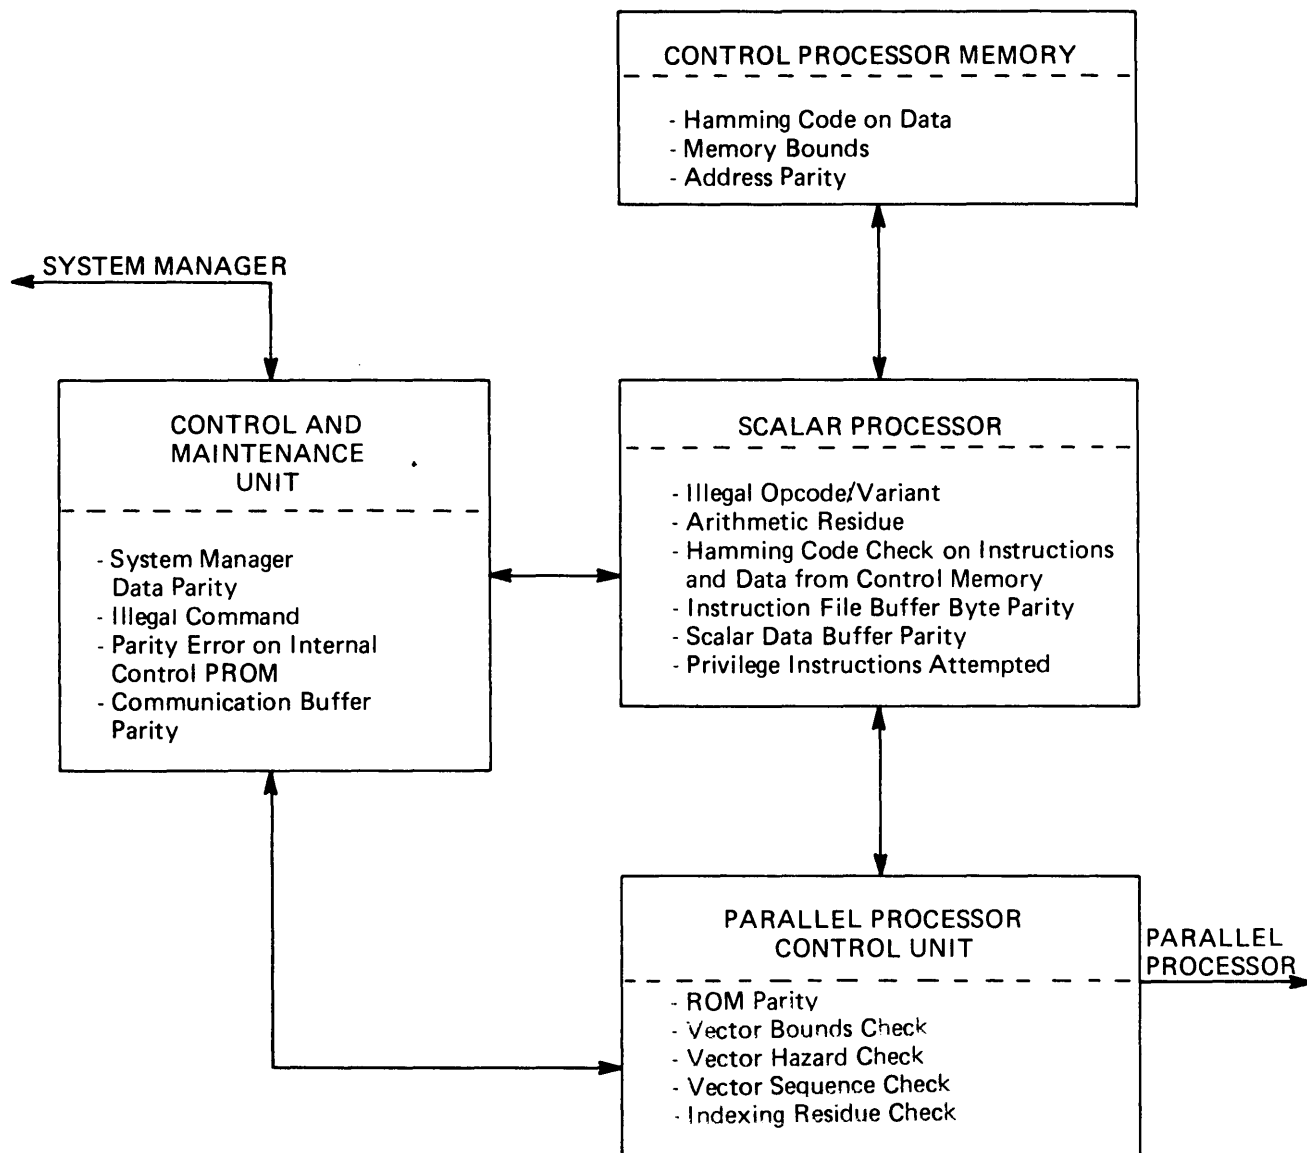 CONTROL PROCESSOR MEMORY
- Hamming Code on Data
- Memory Bounds
- Address Parity
SYSTEM MANAGER
CONTROL AND
MAINTENANCE
UNIT
- System Manager
Data Parity
- Illegal Command
- Parity Error on Internal
Control PROM
- Communication Buffer
Parity
SCALAR PROCESSOR
- Illegal Opcode/Variant
- Arithmetic Residue
- Hamming Code Check on Instructions
and Data from Control Memory
- Instruction File Buffer Byte Parity
- Scalar Data Buffer Parity
- Privilege Instructions Attempted
PARALLEL PROCESSOR
CONTROL UNIT
- ROM Parity
- Vector Bounds Check
- Vector Hazard Check
- Vector Sequence Check
- Indexing Residue Check
PARALLEL
PROCESSOR